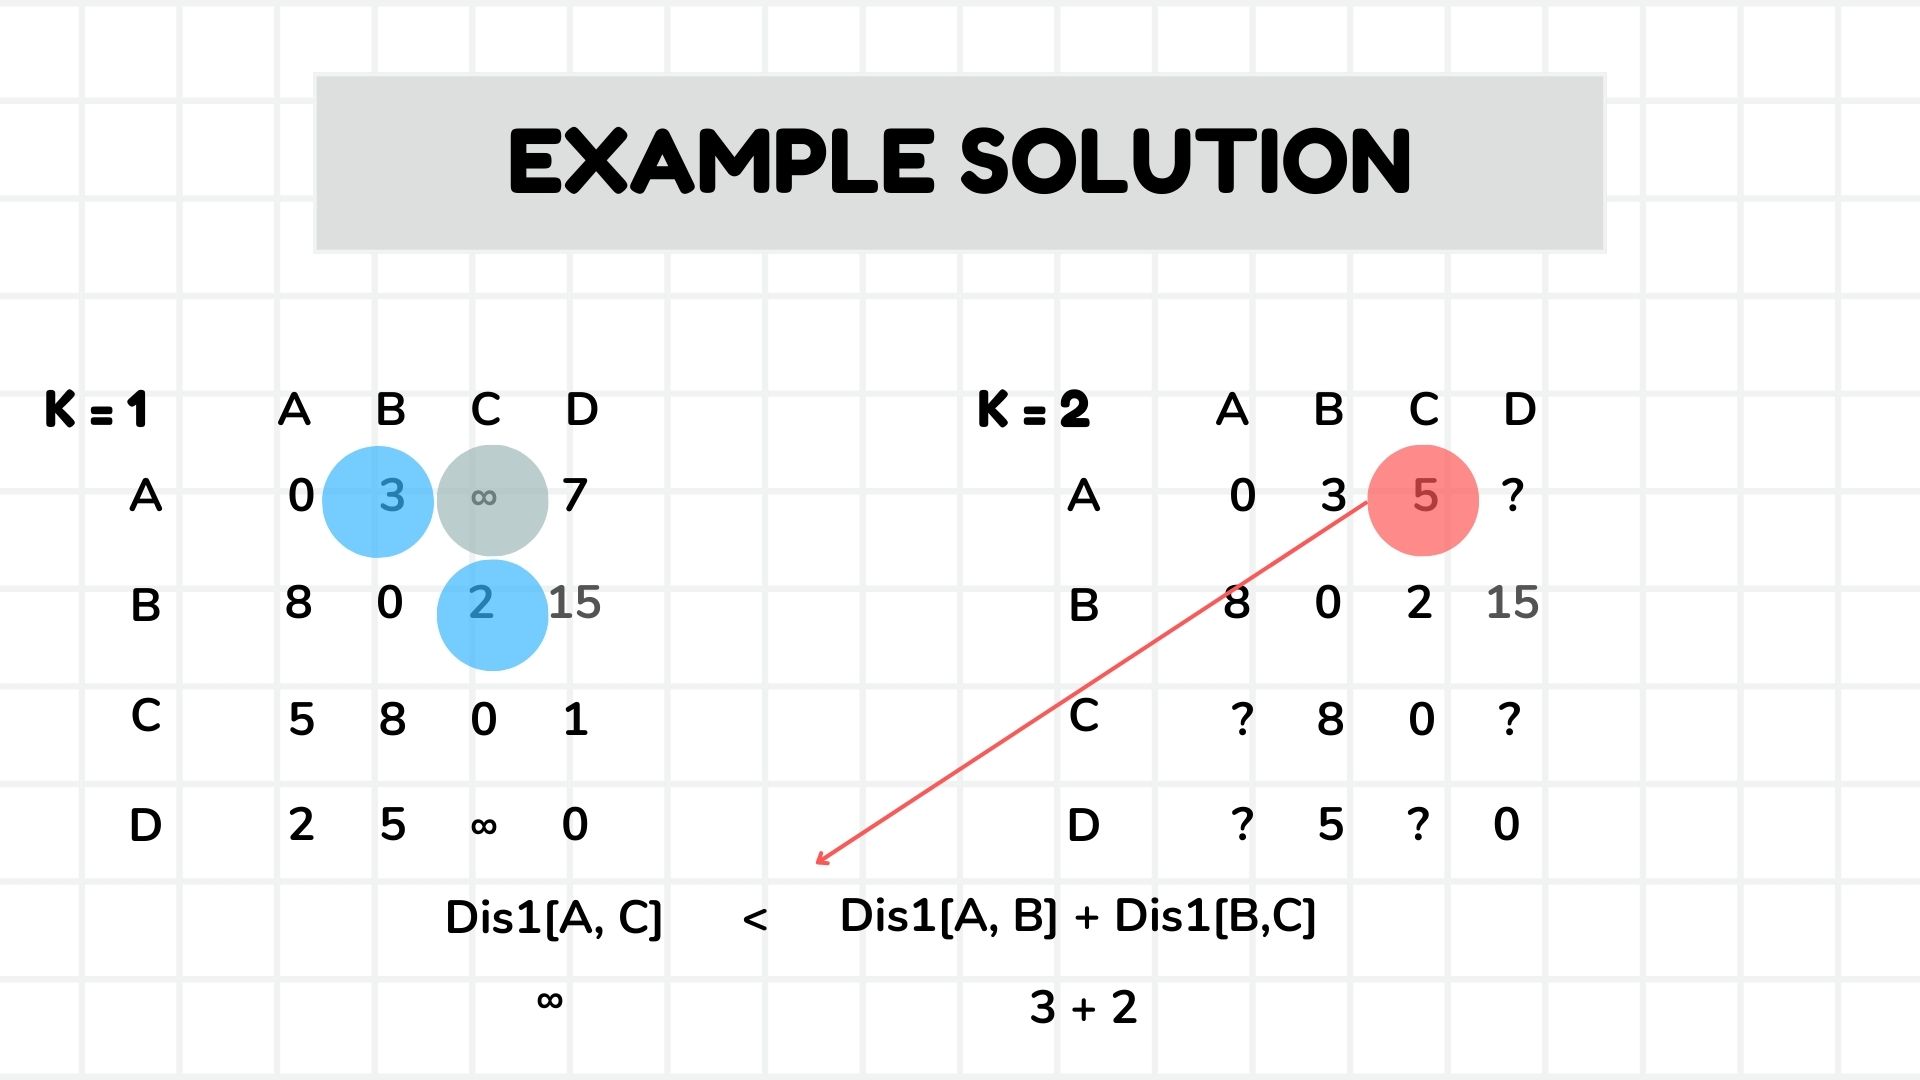 EXAMPLE SOLUTION
K = 1 A B C D
A 0 3 ∞ 7
B 8 0 2 15
C 5 8 0 1
D 2 5 ∞ 0
K = 2 A B C D
A 0 3 5 ?
B 8 0 2 15
C ? 8 0 ?
D ? 5 ? 0
Dis1[A, C] < Dis1[A, B] + Dis1[B,C]
∞ 3 + 2